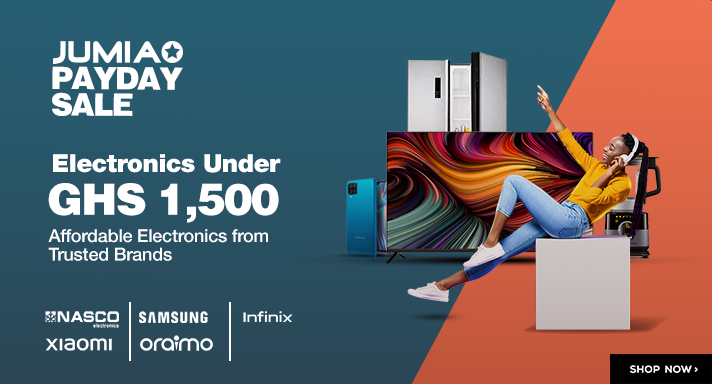 JUMIA
PAYDAY
SALE
Electronics Under
GHS 1,500
Affordable Electronics from
Trusted Brands
NASCO
electronics
SAMSUNG
Infinix
xiaomi
oraimo
SHOP NOW ›